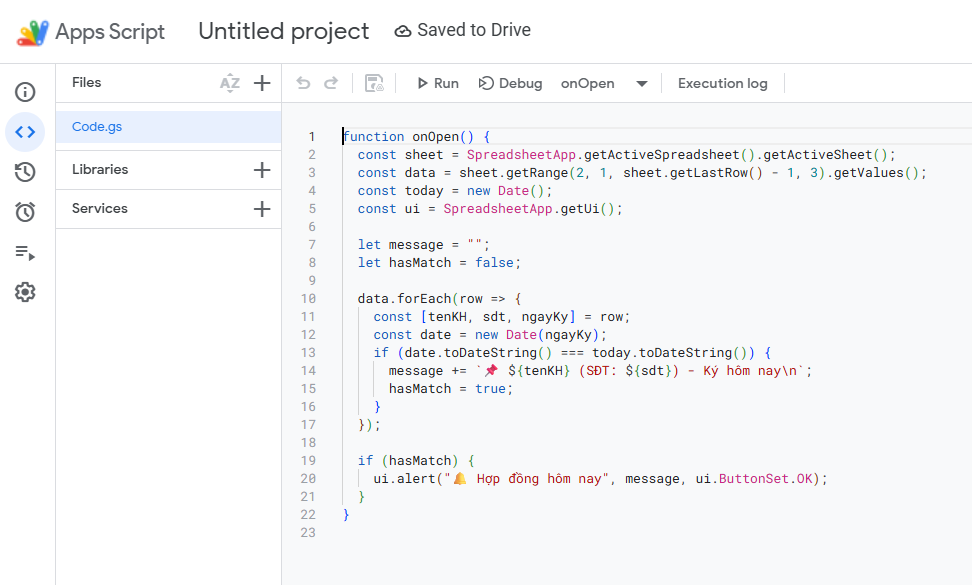 Apps Script Untitled project Saved to Drive
Files AZ
Run Debug onOpen Execution log
Code.gs
Libraries
Services
1 function onOpen() {
2 const sheet = SpreadsheetApp.getActiveSpreadsheet().getActiveSheet();
3 const data = sheet.getRange(2, 1, sheet.getLastRow() - 1, 3).getValues();
4 const today = new Date();
5 const ui = SpreadsheetApp.getUi();
6
7 let message = "";
8 let hasMatch = false;
9
10 data.forEach(row => {
11 const [tenKH, sdt, ngayKy] = row;
12 const date = new Date(ngayKy);
13 if (date.toDateString() === today.toDateString()) {
14 message += `📌 ${tenKH} (SĐT: ${sdt}) - Ký hôm nay\n`;
15 hasMatch = true;
16 }
17 });
18
19 if (hasMatch) {
20 ui.alert("🔔 Hợp đồng hôm nay", message, ui.ButtonSet.OK);
21 }
22 }
23